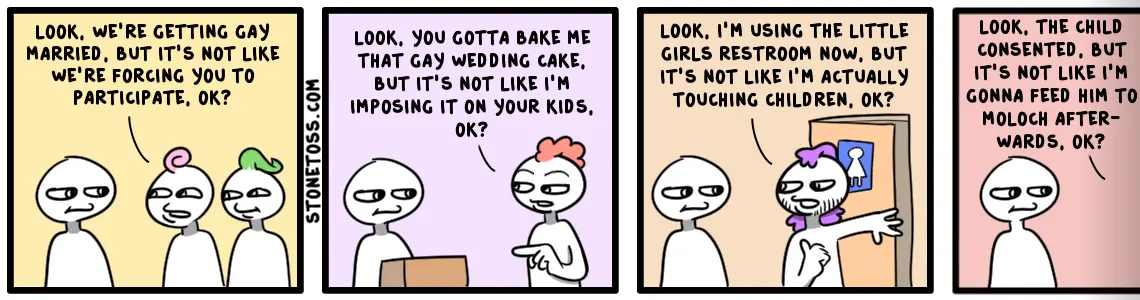 LOOK, WE'RE GETTING GAY
MARRIED, BUT IT'S NOT LIKE
WE'RE FORCING YOU TO
PARTICIPATE, OK?
STONETOSS.COM
LOOK, YOU GOTTA BAKE ME
THAT GAY WEDDING CAKE,
BUT IT'S NOT LIKE I'M
IMPOSING IT ON YOUR KIDS,
OK?
LOOK, I'M USING THE LITTLE
GIRLS RESTROOM NOW, BUT
IT'S NOT LIKE I'M ACTUALLY
TOUCHING CHILDREN, OK?
LOOK, THE CHILD
CONSENTED, BUT
IT'S NOT LIKE I'M
GONNA FEED HIM TO
MOLOCH AFTER-
WARDS, OK?